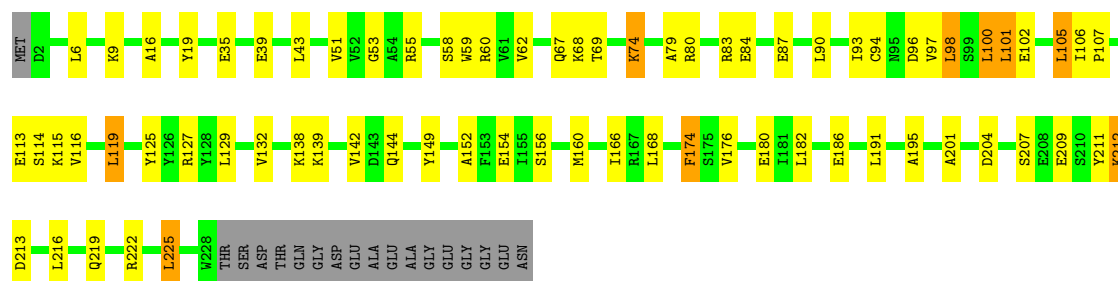 MET D2 L6 K9 A16 Y19 E35 E39 L43 V51 V52 G53 A54 R55 S58 W59 R60 V61 V62 Q67 K68 T69 K74 A79 R80 R83 E84 E87 L90 I93 C94 N95 D96 V97 L98 S99 L100 L101 E102 L105 I106 P107
E113 S114 K115 V116 L119 Y125 Y126 R127 Y128 L129 V132 K138 K139 V142 D143 Q144 Y149 A152 F153 E154 I155 S156 M160 I166 R167 L168 F174 S175 V176 E180 I181 L182 E186 L191 A195 A201 D204 S207 E208 E209 S210 Y211 K212
D213 L216 Q219 R222 L225 W228 THR SER ASP THR GLN GLY ASP GLU ALA GLU ALA GLY GLU GLY GLY GLU ASN